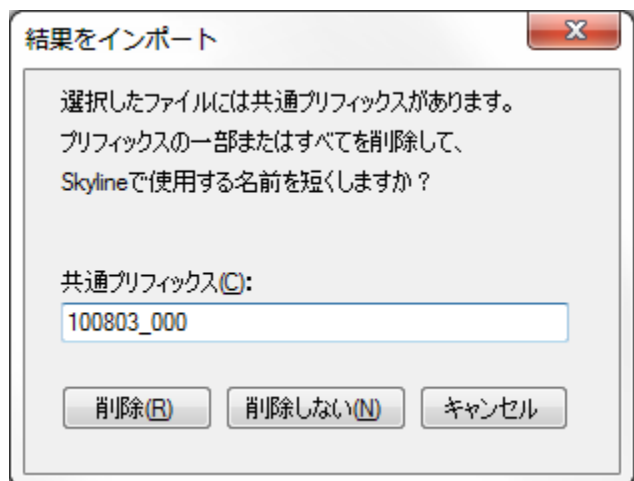 結果をインポート
選択したファイルには共通プリフィックスがあります。
プリフィックスの一部またはすべてを削除して、
Skylineで使用する名前を短くしますか？
共通プリフィックス(C):
100803_000
削除(R) 削除しない(N) キャンセル